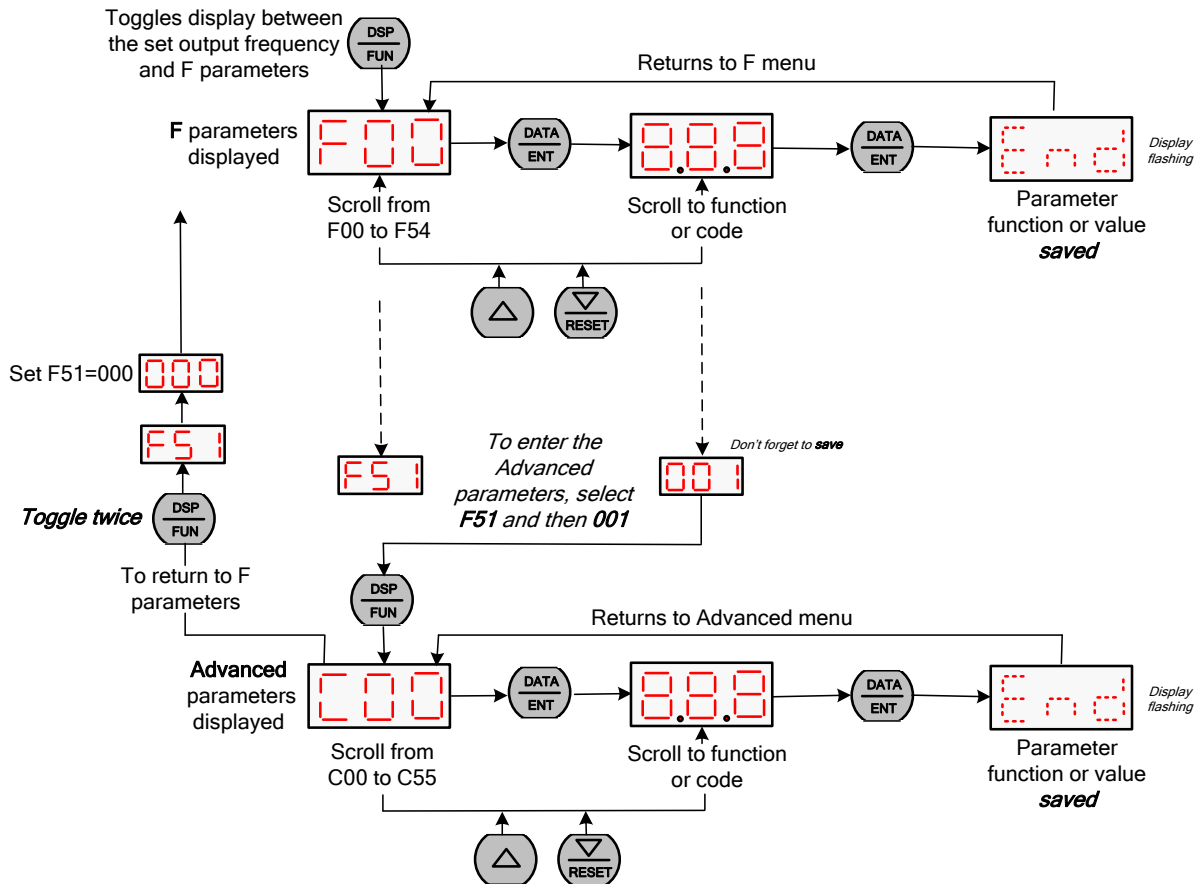 Toggles display between
the set output frequency
and F parameters
DSP
FUN
Returns to F menu
F parameters
displayed
F00
DATA
ENT
8.8.8
DATA
ENT
End
Display
flashing
Scroll from
F00 to F54
Scroll to function
or code
Parameter
function or value
saved
RESET
Set F51=000
000
F51
Toggle twice
DSP
FUN
To return to F
parameters
F51
To enter the
Advanced
parameters, select
F51 and then 001
Don't forget to save
001
DSP
FUN
Returns to Advanced menu
Advanced
parameters
displayed
C00
DATA
ENT
8.8.8
DATA
ENT
End
Display
flashing
Scroll from
C00 to C55
Scroll to function
or code
Parameter
function or value
saved
RESET